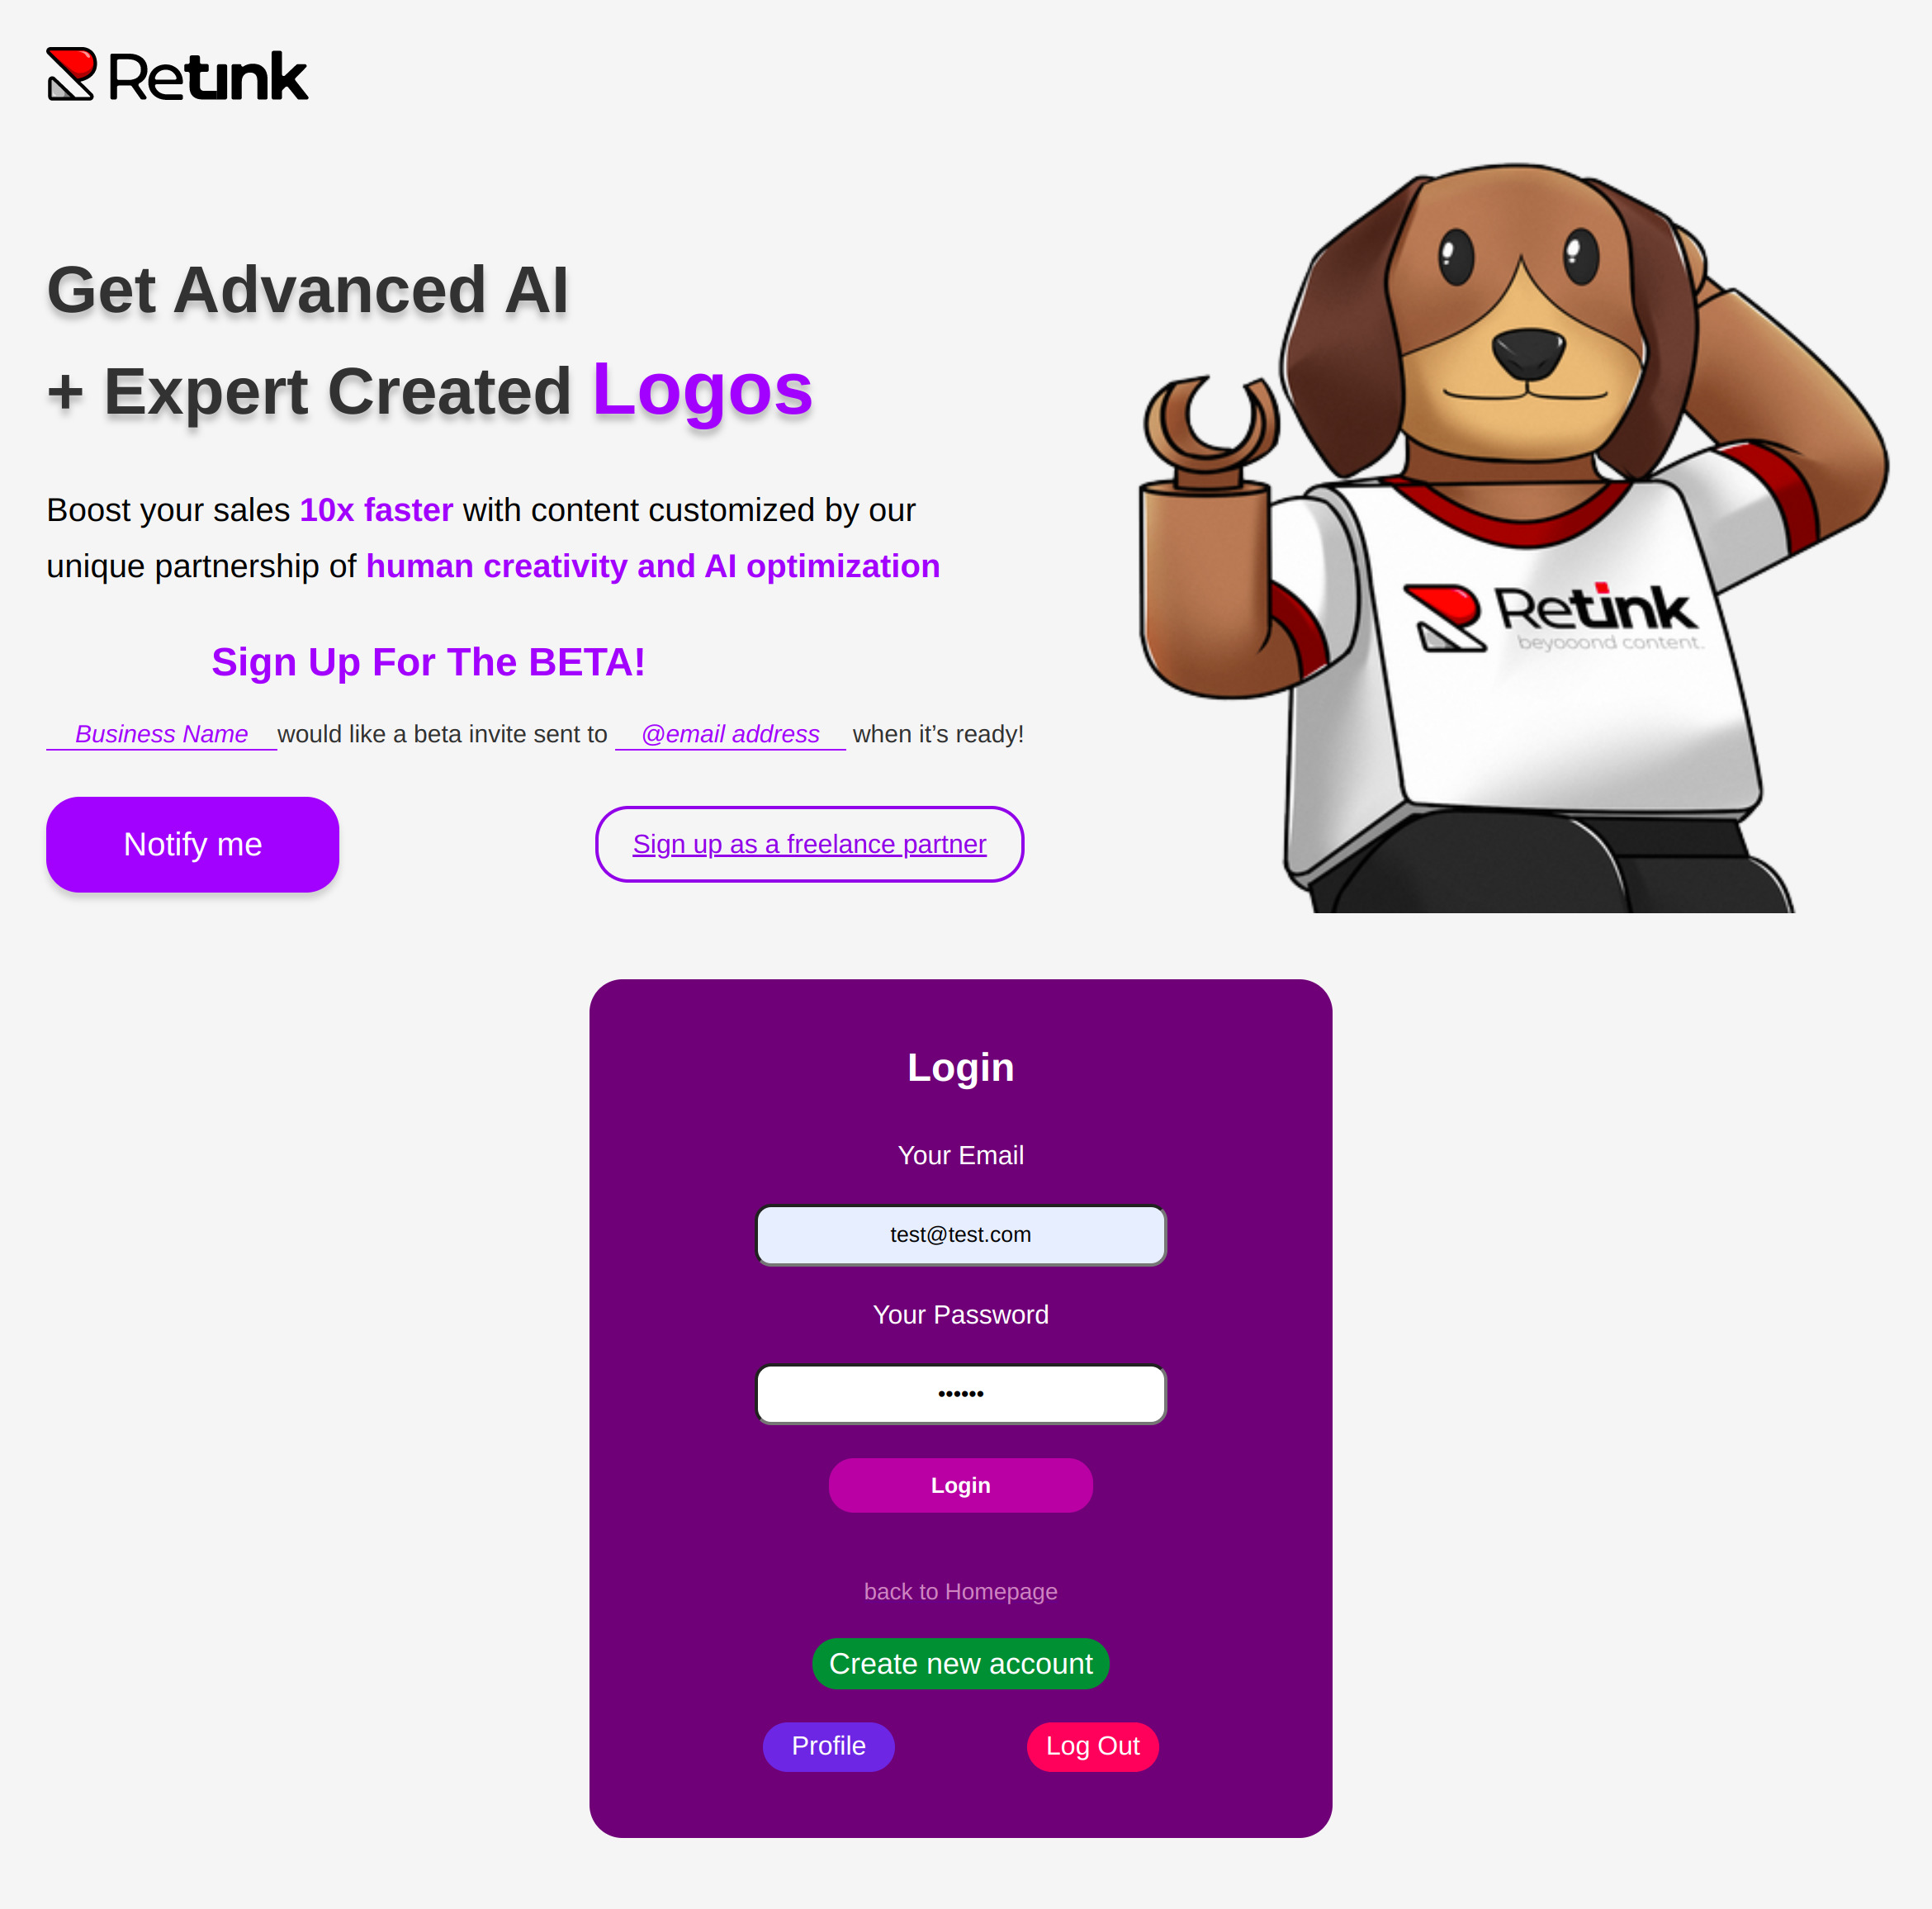 Retink
Get Advanced AI
+ Expert Created Logos
Boost your sales 10x faster with content customized by our
unique partnership of human creativity and AI optimization
Sign Up For The BETA!
Business Name would like a beta invite sent to @email address when it’s ready!
Notify me
Sign up as a freelance partner
Retink
beyooond content.
Login
Your Email
test@test.com
Your Password
••••••
Login
back to Homepage
Create new account
Profile
Log Out